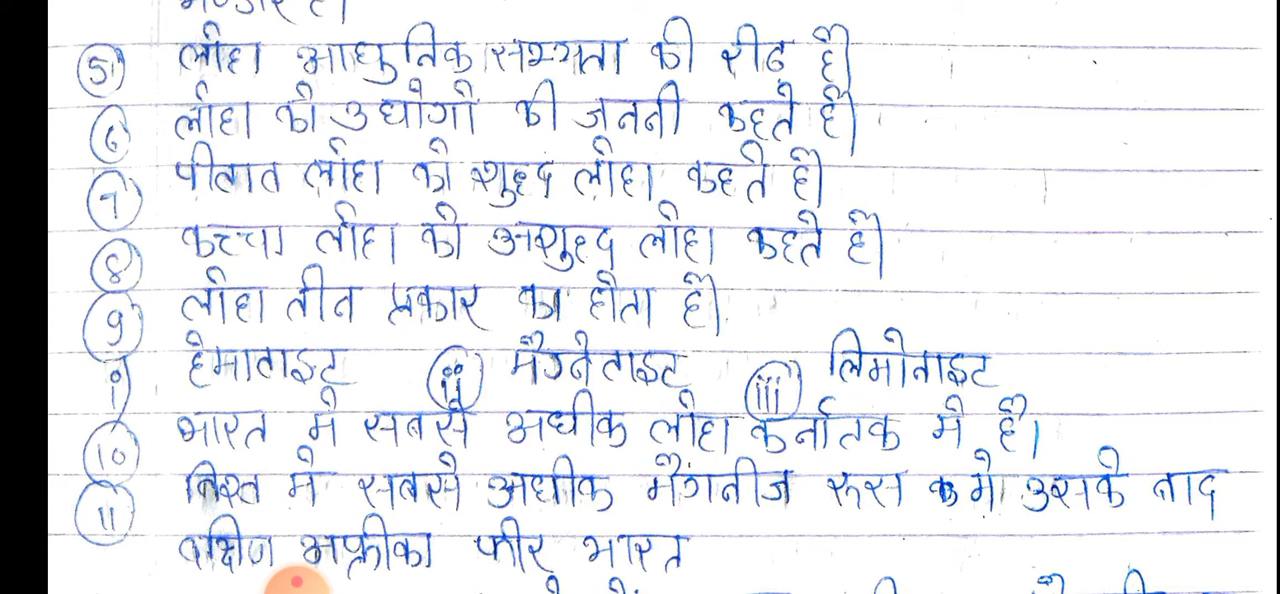 भण्डार है।
5) लोहा आधुनिक सभ्यता की रीढ़ है।
6) लोहा को उधोगो की जननी कहते है।
7) पीतात लोहा को शुद्द लोहा कहते है।
8) कच्चा लोहा को अशुद्द लोहा कहते है।
9) लोहा तीन प्रकार का होता है।
i) हेमाताइट ii) मैग्नेताइट iii) लिमोनाइट
10) भारत मे सबसे अधीक लोहा कर्नातक मे है।
11) विश्व मे सबसे अधीक मैंगनीज रूस मे उसके बाद
दक्षिण अफ्रीका फीर भारत